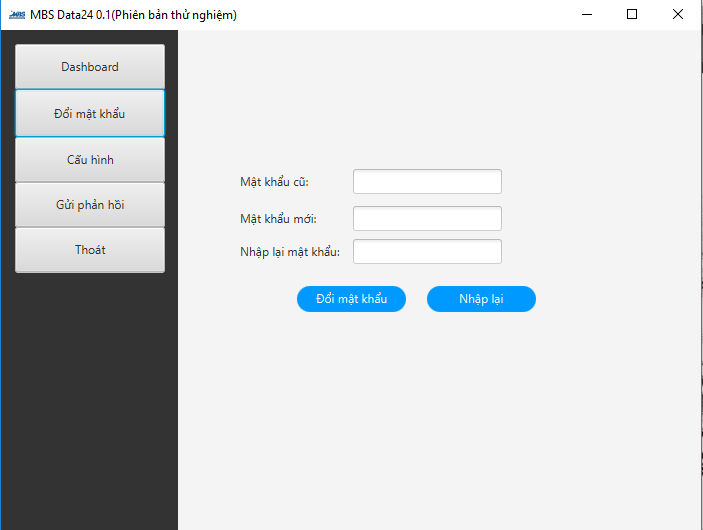 MBS MBS Data24 0.1(Phiên bản thử nghiệm)
Dashboard
Đổi mật khẩu
Cấu hình
Gửi phản hồi
Thoát
Mật khẩu cũ:
Mật khẩu mới:
Nhập lại mật khẩu:
Đổi mật khẩu
Nhập lại